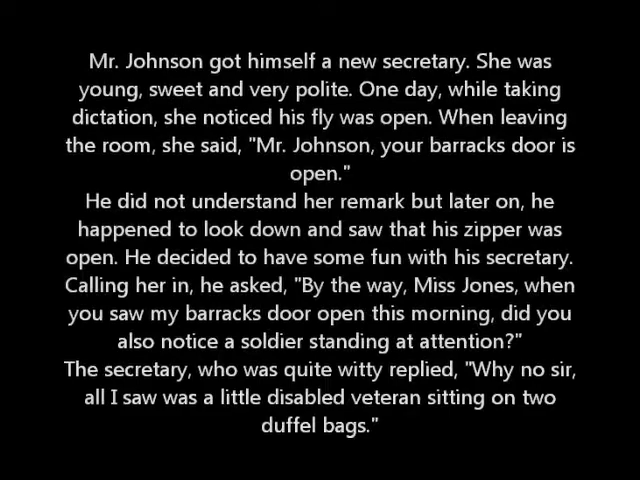 Mr. Johnson got himself a new secretary. She was
young, sweet and very polite. One day, while taking
dictation, she noticed his fly was open. When leaving
the room, she said, "Mr. Johnson, your barracks door is
open."
He did not understand her remark but later on, he
happened to look down and saw that his zipper was
open. He decided to have some fun with his secretary.
Calling her in, he asked, "By the way, Miss Jones, when
you saw my barracks door open this morning, did you
also notice a soldier standing at attention?"
The secretary, who was quite witty replied, "Why no sir,
all I saw was a little disabled veteran sitting on two
duffel bags."